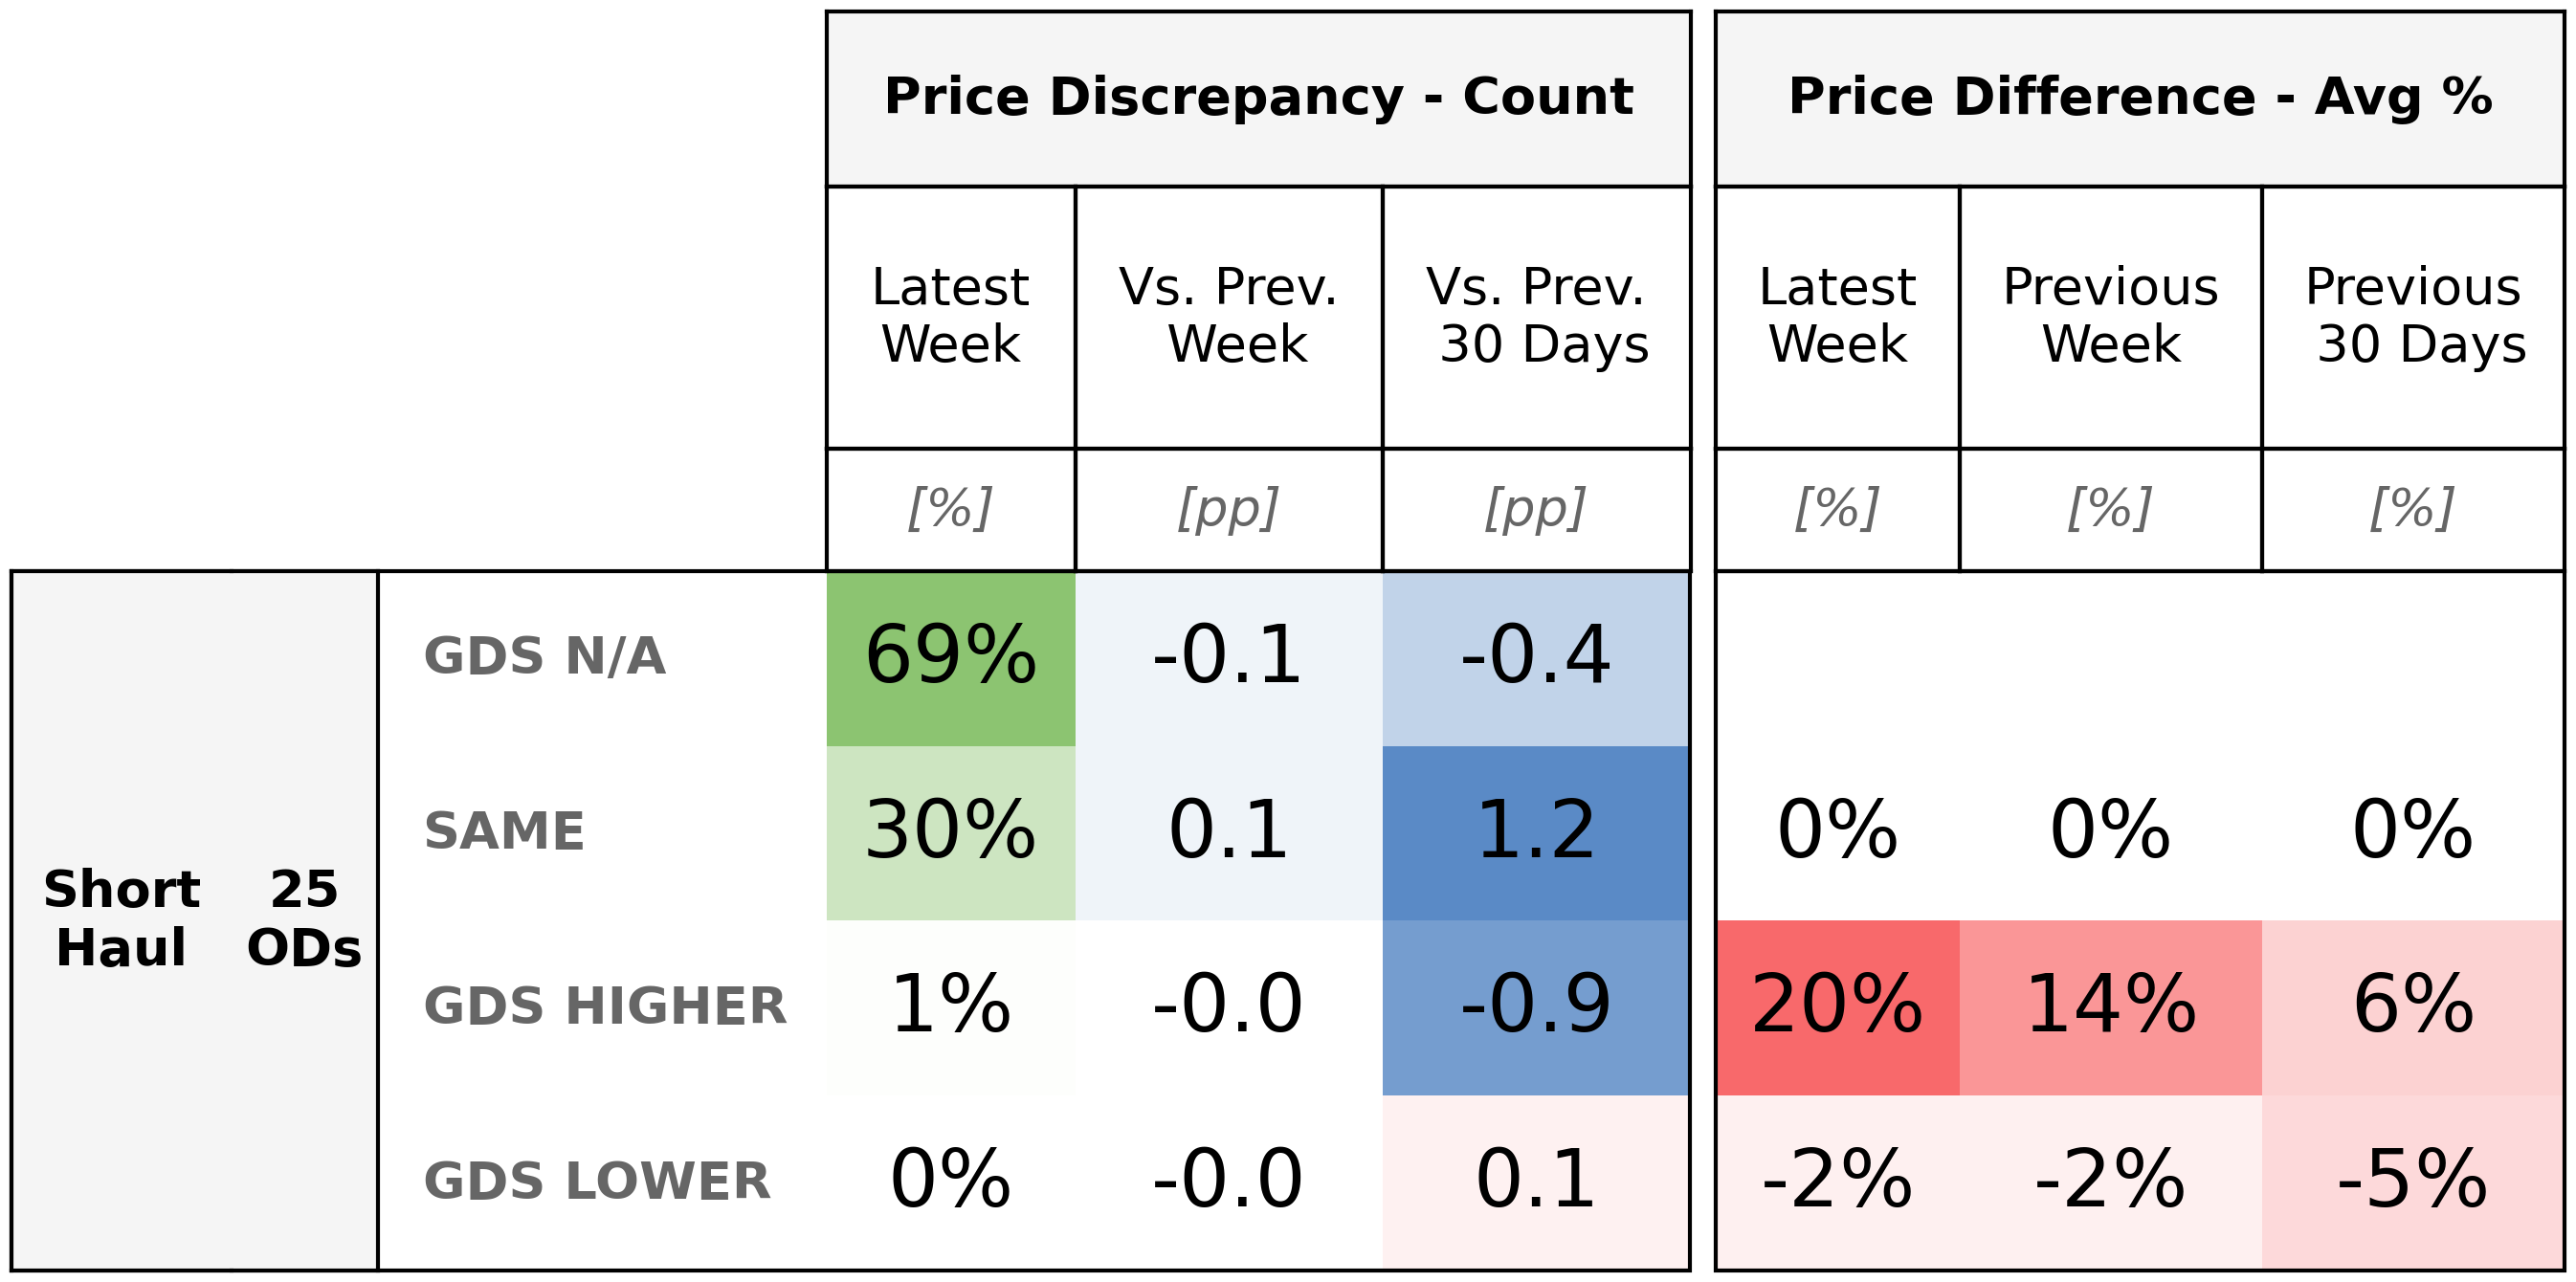 Price Discrepancy - Count
Price Difference - Avg %
Latest Week
Vs. Prev. Week
Vs. Prev. 30 Days
Latest Week
Previous Week
Previous 30 Days
[%] [pp] [pp] [%] [%] [%]
Short Haul
25 ODs
GDS N/A 69% -0.1 -0.4
SAME 30% 0.1 1.2 0% 0% 0%
GDS HIGHER 1% -0.0 -0.9 20% 14% 6%
GDS LOWER 0% -0.0 0.1 -2% -2% -5%